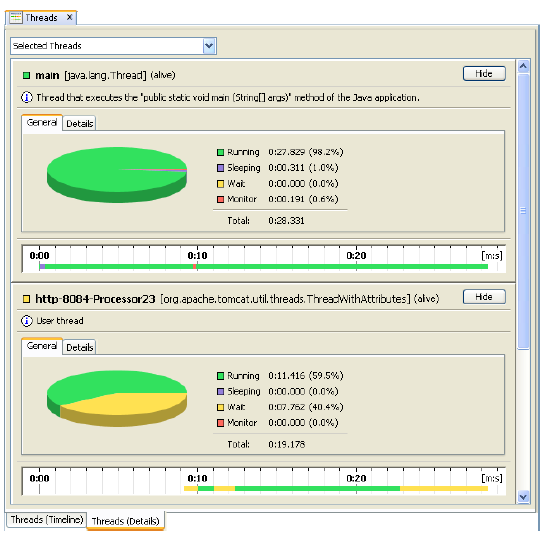 Threads
Selected Threads
main [java.lang.Thread] (alive)
Hide
Thread that executes the "public static void main (String[] args)" method of the Java application.
General Details
Running 0:27.829 (98.2%)
Sleeping 0:00.311 (1.0%)
Wait 0:00.000 (0.0%)
Monitor 0:00.191 (0.6%)
Total: 0:28.331
0:00 0:10 0:20 [m:s]
http-8084-Processor23 [org.apache.tomcat.util.threads.ThreadWithAttributes] (alive)
Hide
User thread
General Details
Running 0:11.416 (59.5%)
Sleeping 0:00.000 (0.0%)
Wait 0:07.762 (40.4%)
Monitor 0:00.000 (0.0%)
Total: 0:19.178
0:00 0:10 0:20 [m:s]
Threads (Timeline) Threads (Details)